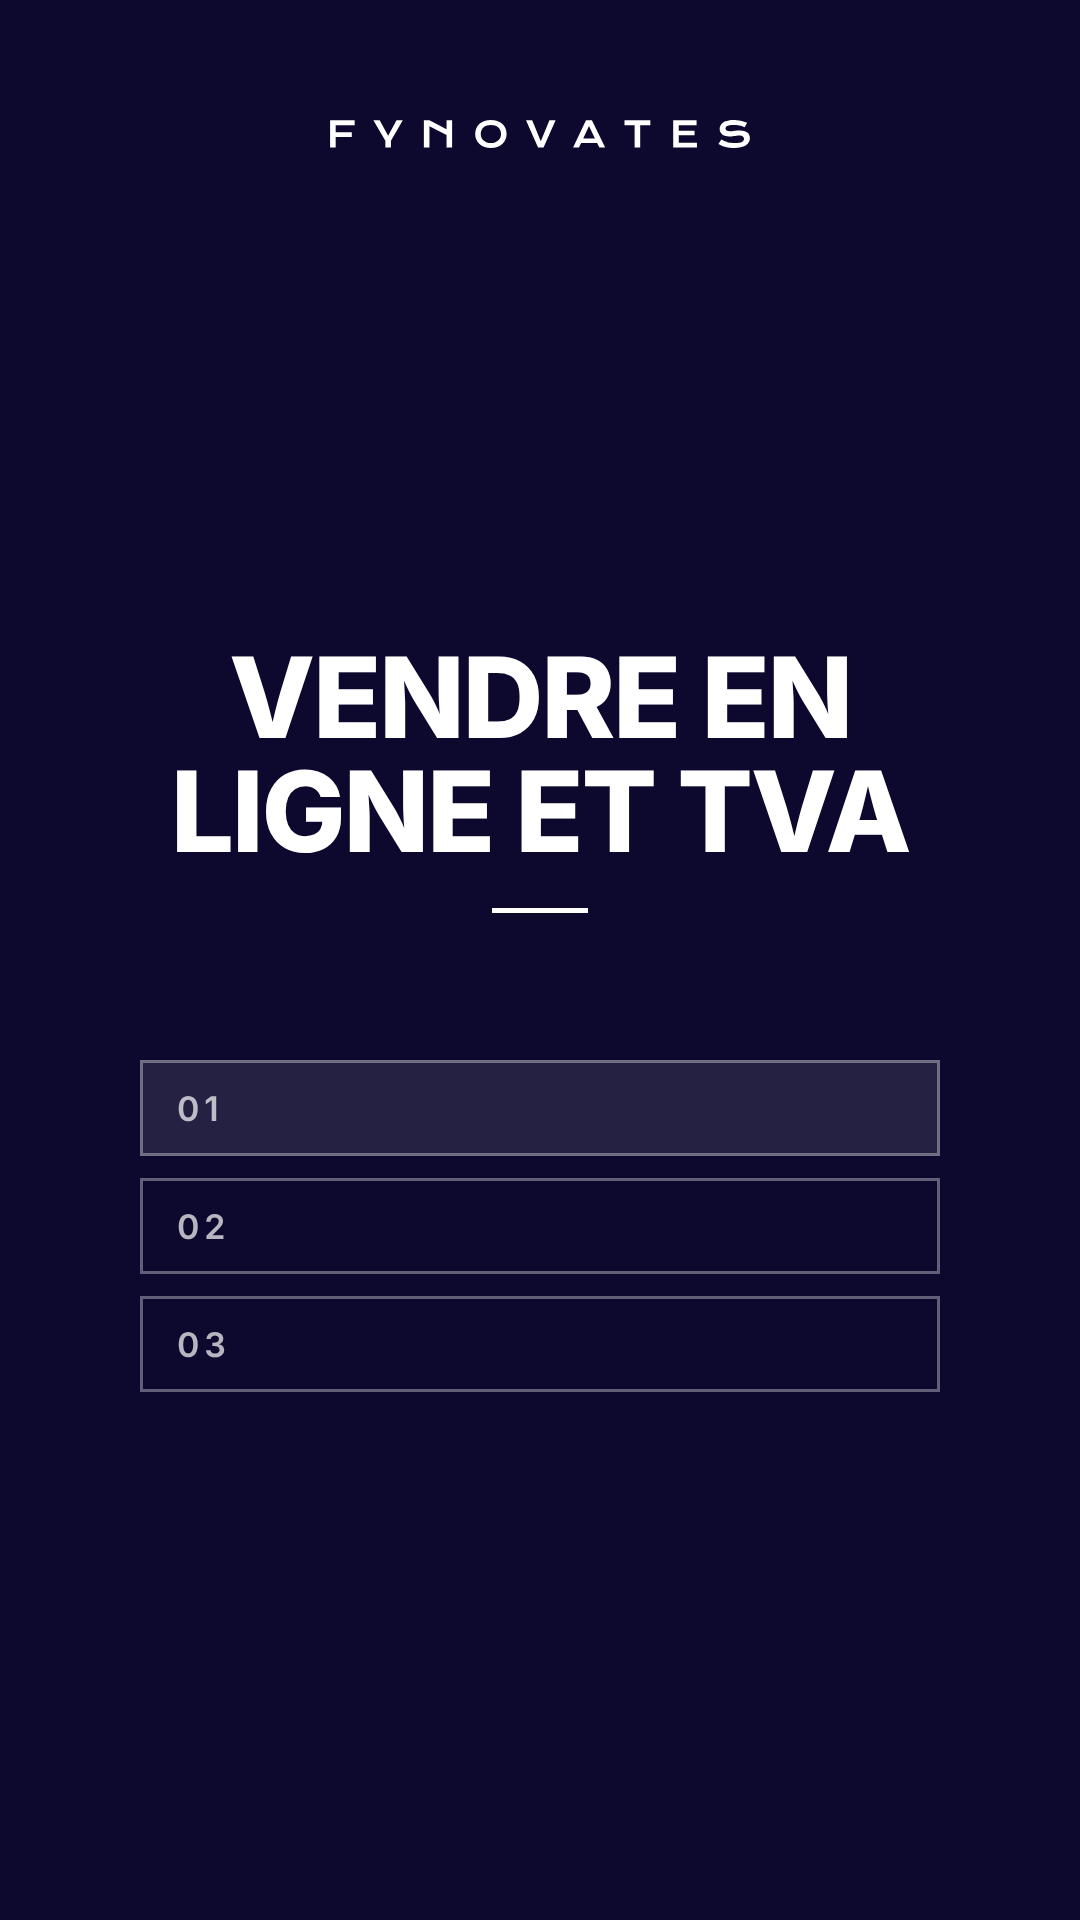 FYNOVATES
VENDRE EN
LIGNE ET TVA
01
02
03